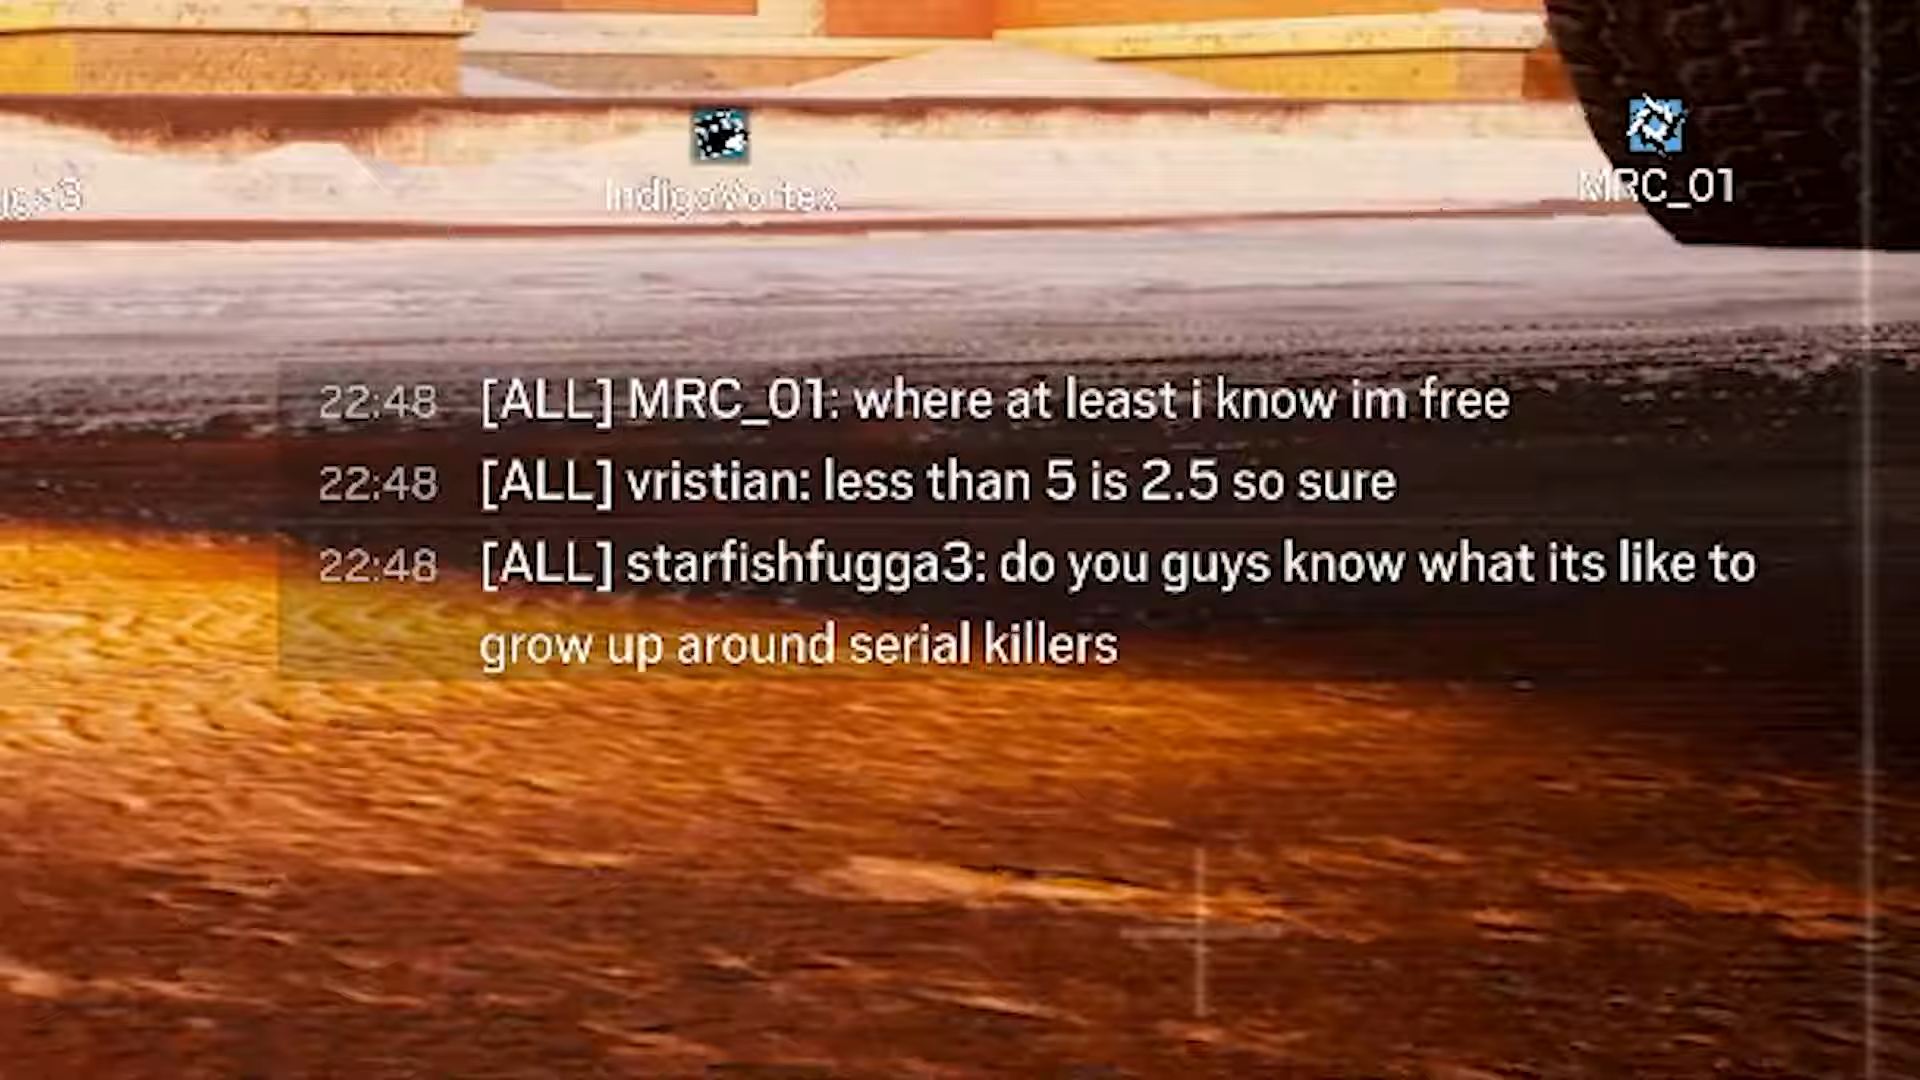 IndigoVortex
MRC_01
22:48 [ALL] MRC_01: where at least i know im free
22:48 [ALL] vristian: less than 5 is 2.5 so sure
22:48 [ALL] starfishfugga3: do you guys know what its like to
grow up around serial killers